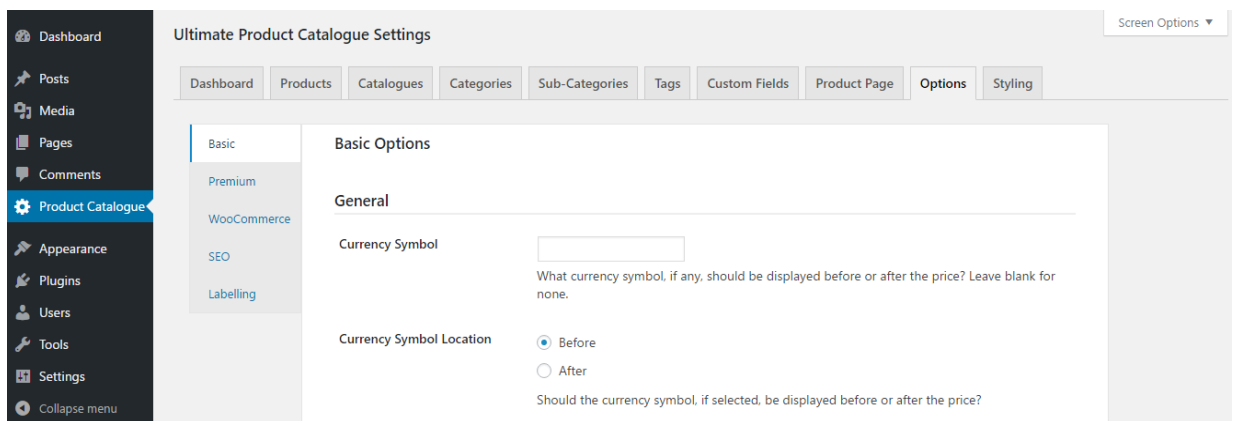 Screen Options ▼
Dashboard
Posts
Media
Pages
Comments
Product Catalogue
Appearance
Plugins
Users
Tools
Settings
Collapse menu
Ultimate Product Catalogue Settings
Dashboard Products Catalogues Categories Sub-Categories Tags Custom Fields Product Page Options Styling
Basic
Premium
WooCommerce
SEO
Labelling
Basic Options
General
Currency Symbol
What currency symbol, if any, should be displayed before or after the price? Leave blank for
none.
Currency Symbol Location
Before
After
Should the currency symbol, if selected, be displayed before or after the price?